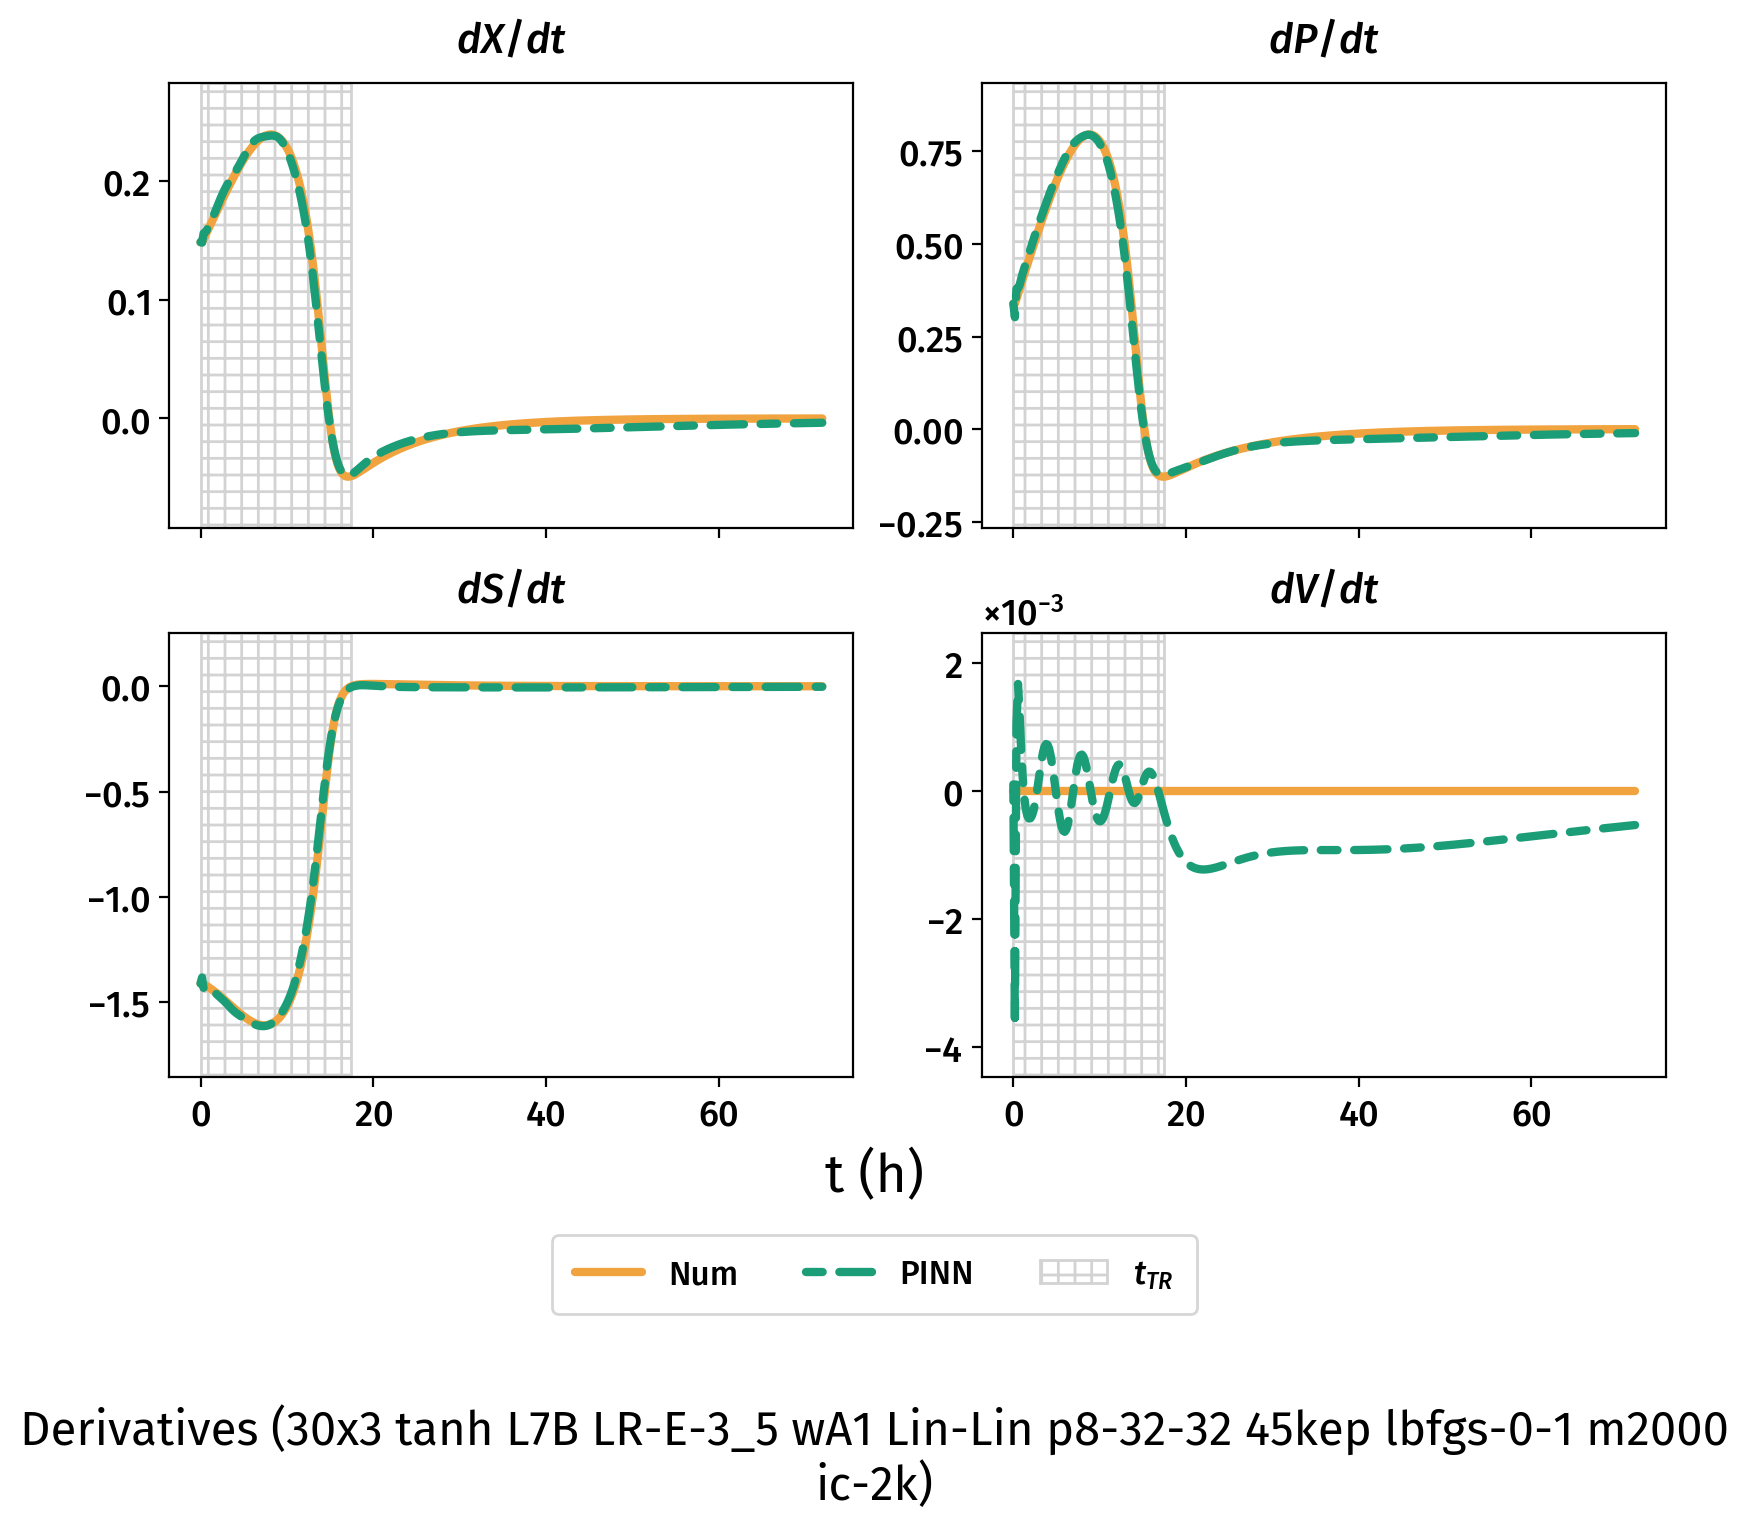 dX/dt
dP/dt
0.2
0.1
0.0
0.75
0.50
0.25
0.00
−0.25
dS/dt
dV/dt
×10⁻³
0.0
−0.5
−1.0
−1.5
2
0
−2
−4
0 20 40 60
0 20 40 60
t (h)
Num PINN t_TR
Derivatives (30x3 tanh L7B LR-E-3_5 wA1 Lin-Lin p8-32-32 45kep lbfgs-0-1 m2000
ic-2k)